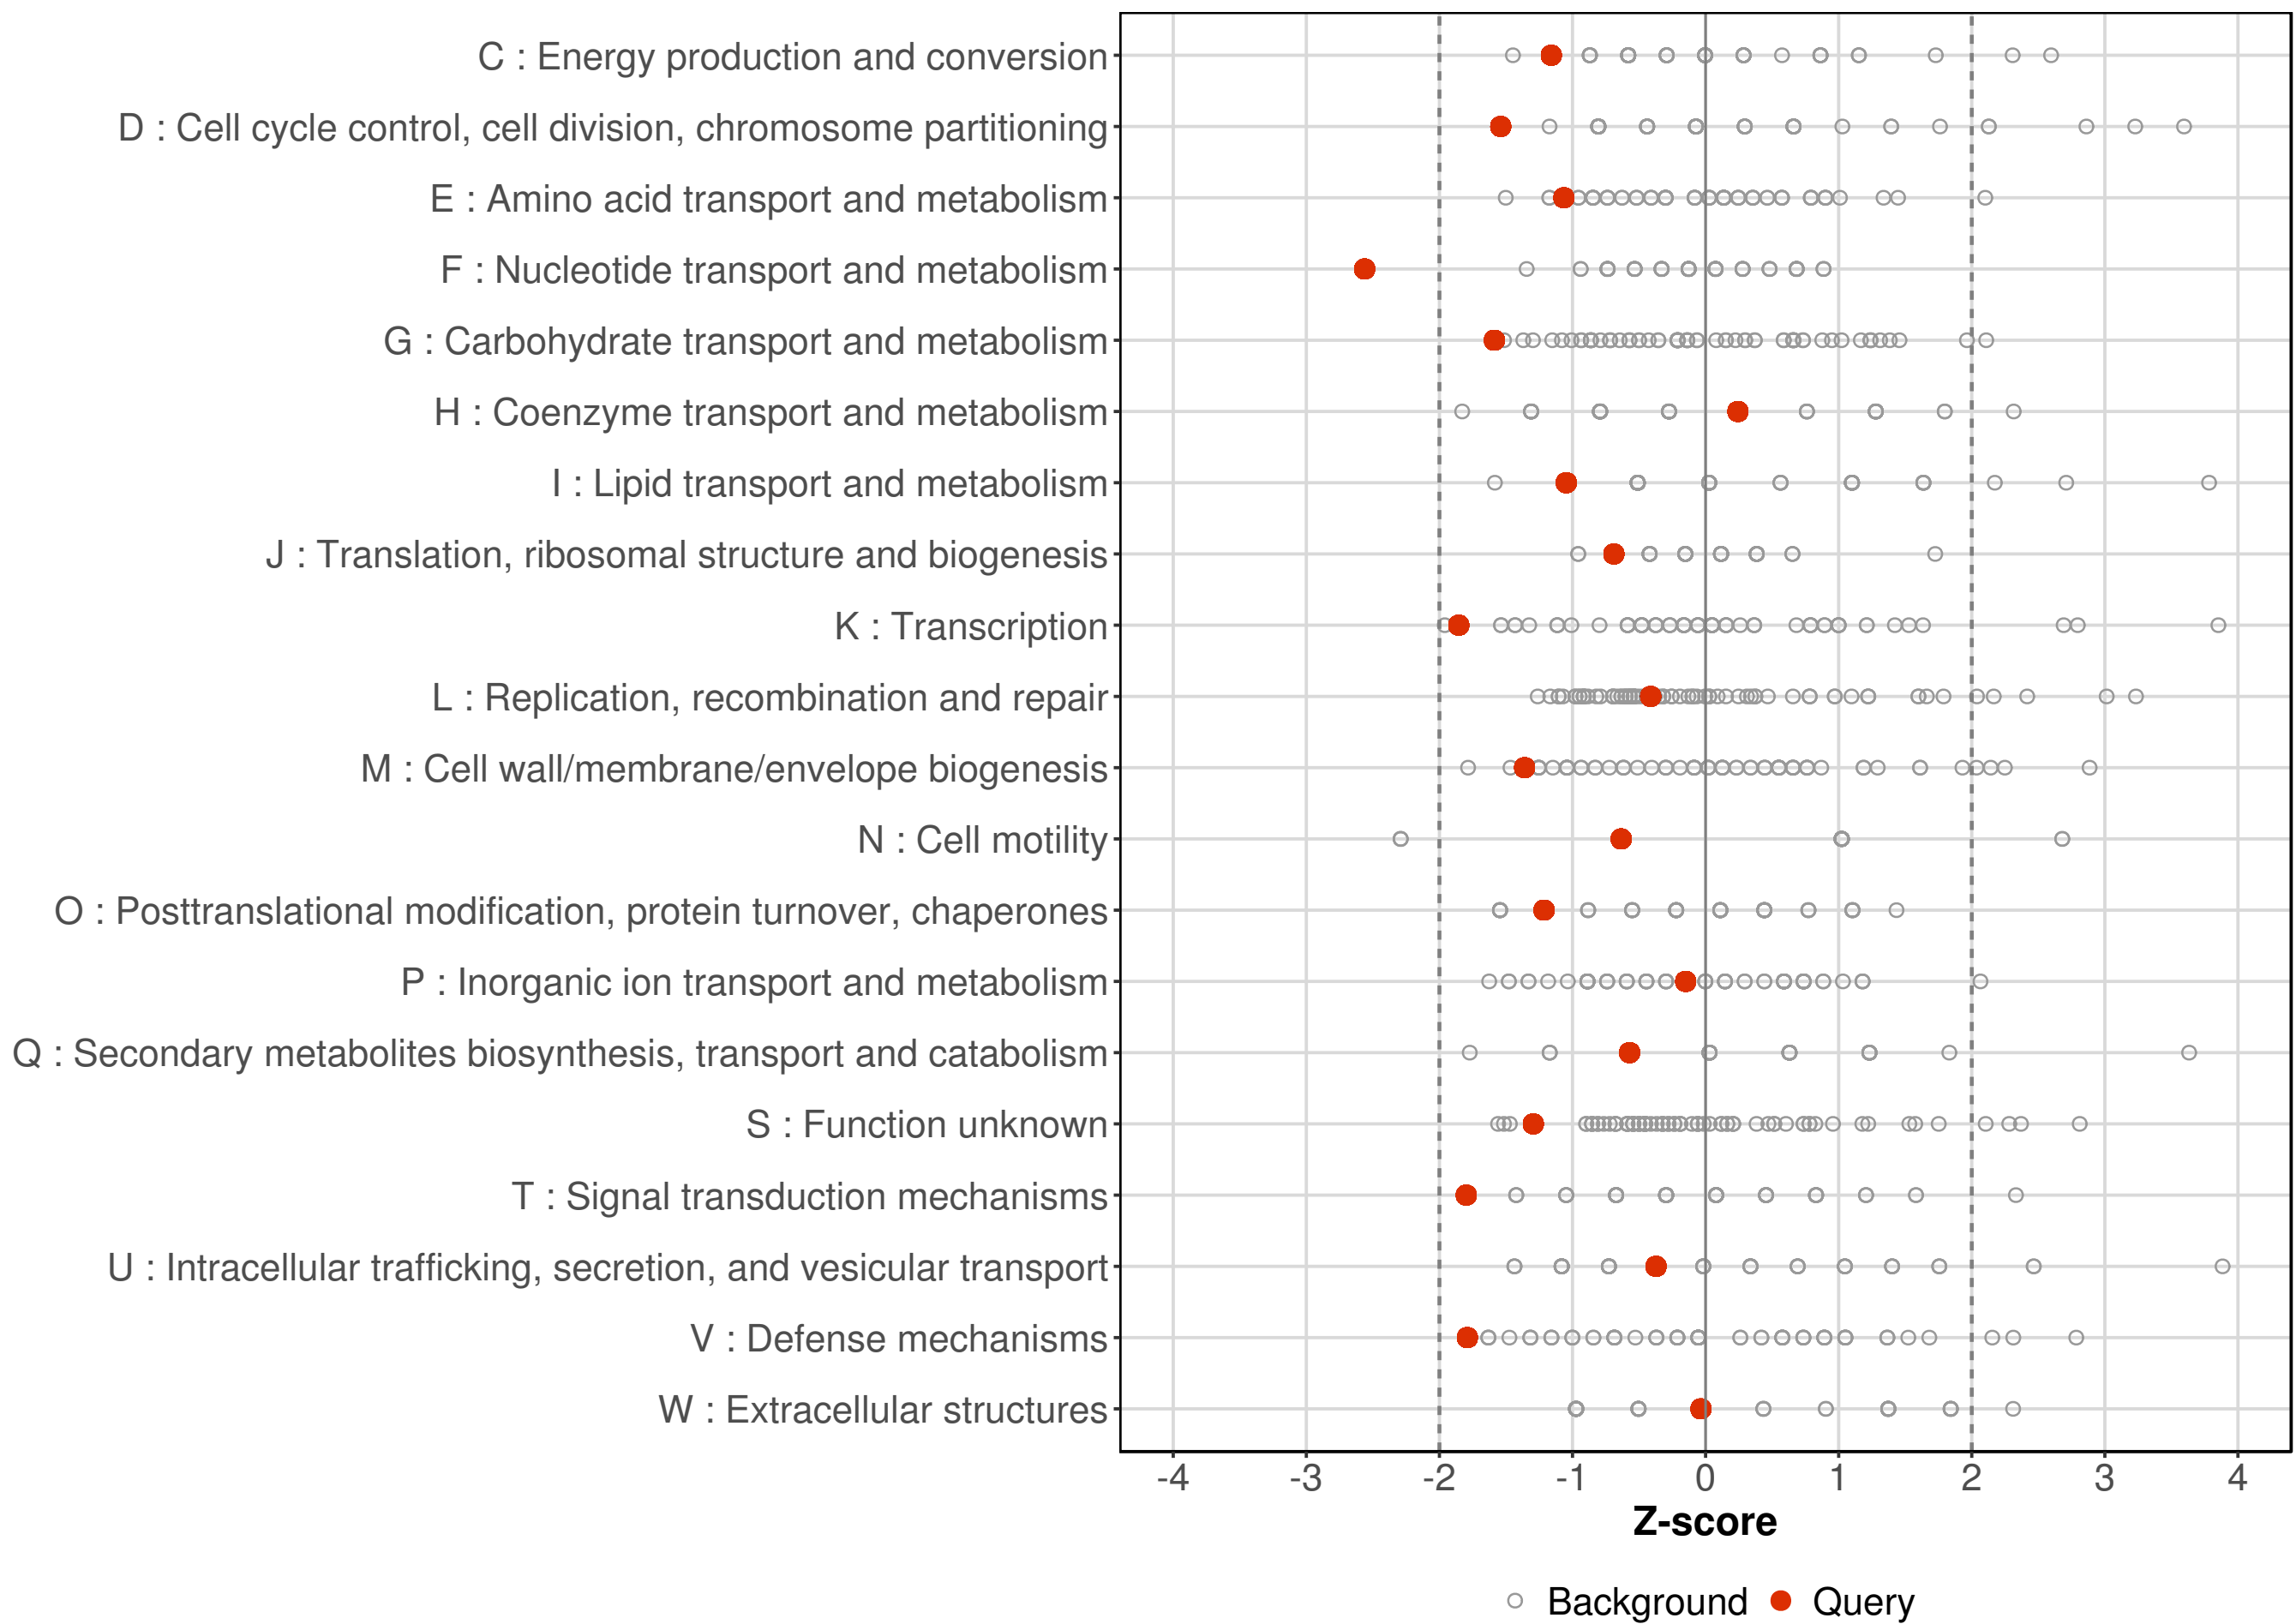 C : Energy production and conversion
D : Cell cycle control, cell division, chromosome partitioning
E : Amino acid transport and metabolism
F : Nucleotide transport and metabolism
G : Carbohydrate transport and metabolism
H : Coenzyme transport and metabolism
I : Lipid transport and metabolism
J : Translation, ribosomal structure and biogenesis
K : Transcription
L : Replication, recombination and repair
M : Cell wall/membrane/envelope biogenesis
N : Cell motility
O : Posttranslational modification, protein turnover, chaperones
P : Inorganic ion transport and metabolism
Q : Secondary metabolites biosynthesis, transport and catabolism
S : Function unknown
T : Signal transduction mechanisms
U : Intracellular trafficking, secretion, and vesicular transport
V : Defense mechanisms
W : Extracellular structures
-4 -3 -2 -1 0 1 2 3 4
Z-score
Background Query